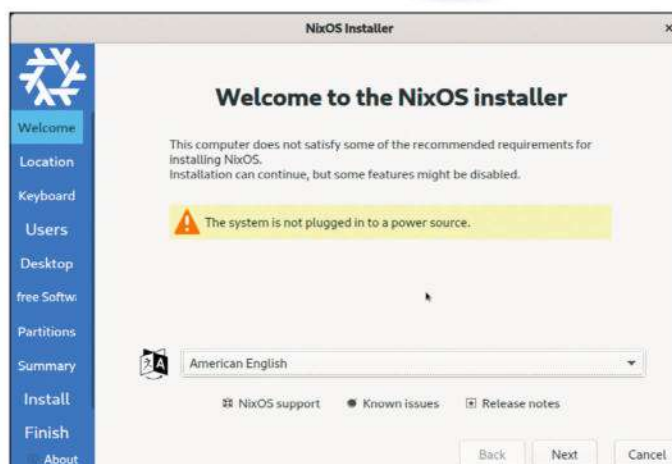 NixOS Installer
Welcome to the NixOS installer
Welcome
Location
Keyboard
Users
Desktop
free Softw
Partitions
Summary
Install
Finish
About
This computer does not satisfy some of the recommended requirements for
installing NixOS.
Installation can continue, but some features might be disabled.
The system is not plugged in to a power source.
American English
NixOS support
Known issues
Release notes
Back
Next
Cancel